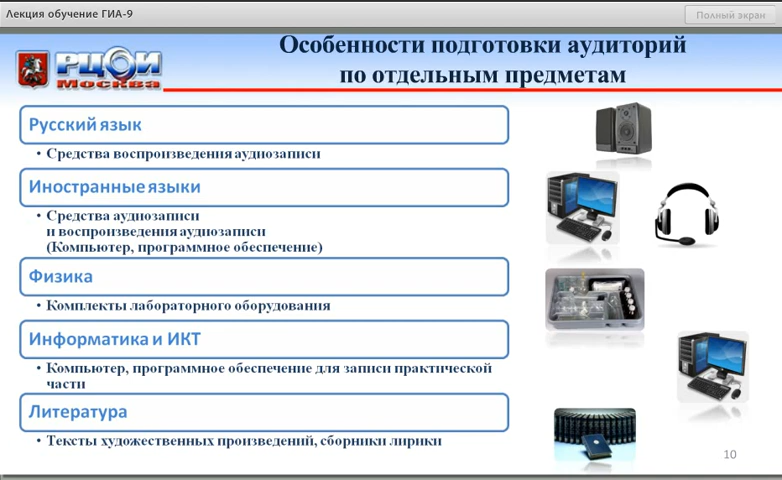 Лекция обучение ГИА-9
Полный экран
РЦОИ
Москва
Особенности подготовки аудиторий
по отдельным предметам
Русский язык
• Средства воспроизведения аудиозаписи
Иностранные языки
• Средства аудиозаписи
и воспроизведения аудиозаписи
(Компьютер, программное обеспечение)
Физика
• Комплекты лабораторного оборудования
Информатика и ИКТ
• Компьютер, программное обеспечение для записи практической
части
Литература
• Тексты художественных произведений, сборники лирики
10